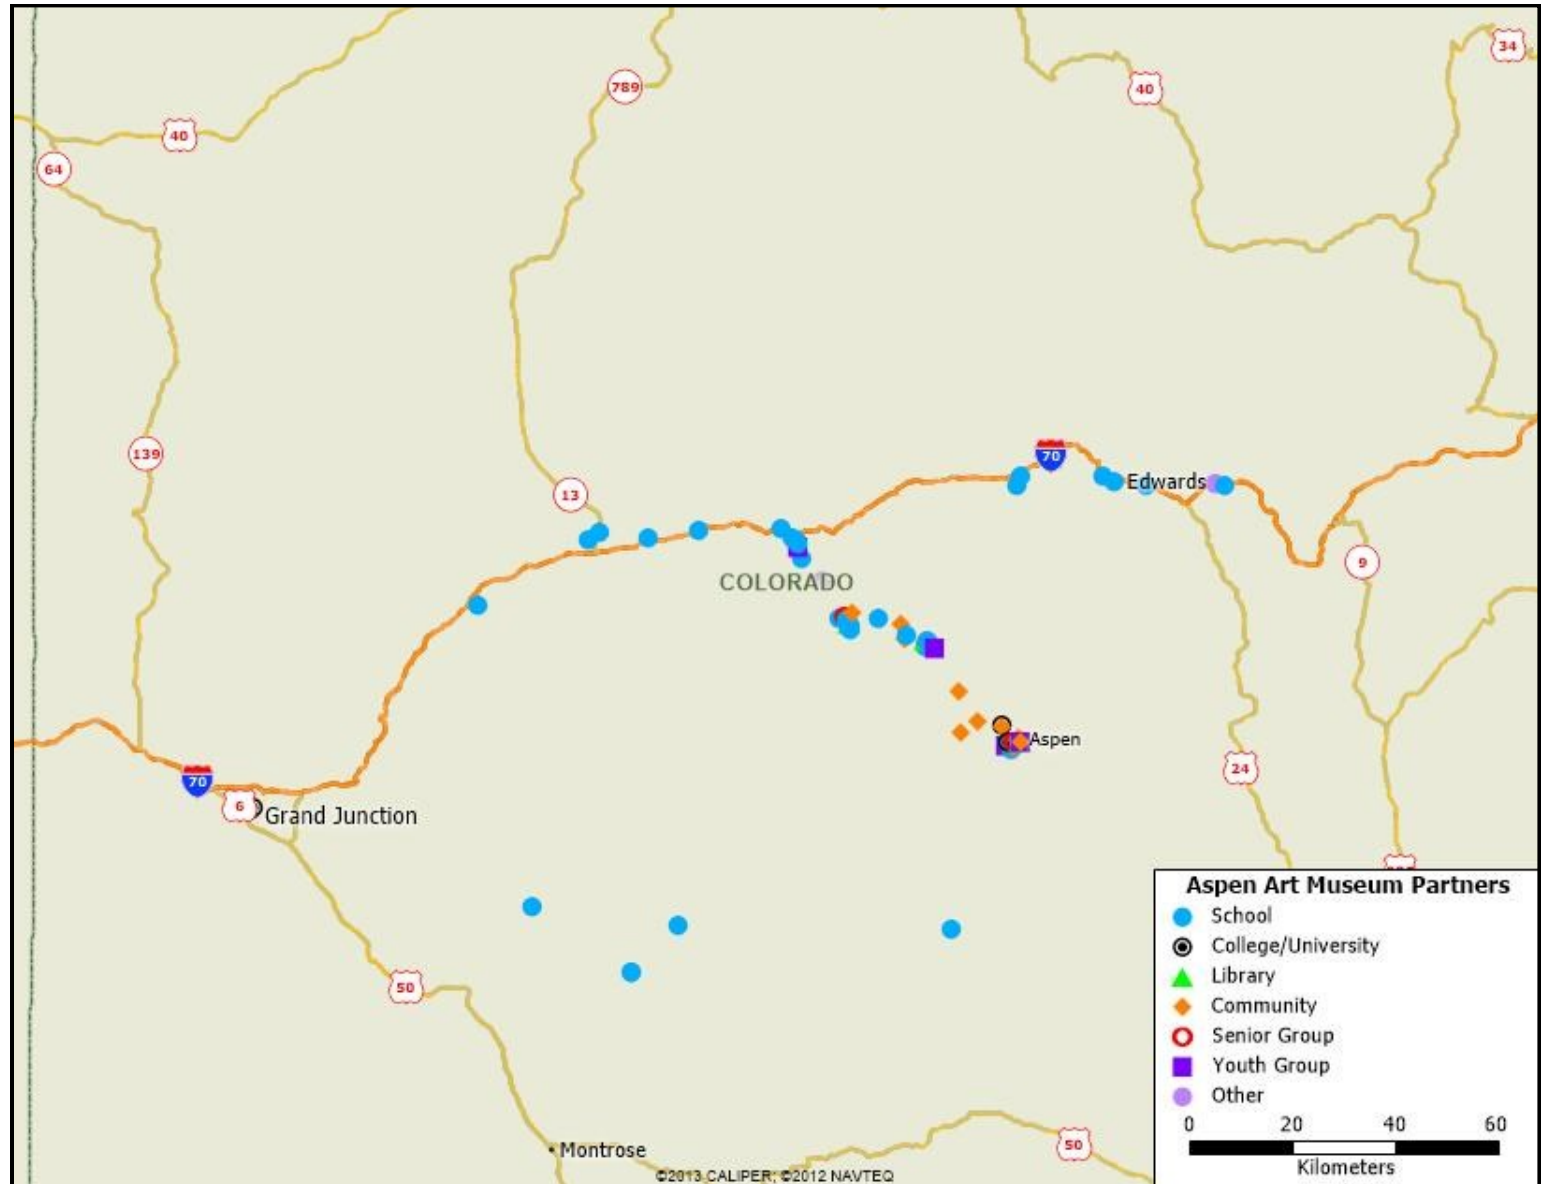 34
789
40
40
64
70
139
Edwards
13
9
COLORADO
Aspen
24
70
6
Grand Junction
Aspen Art Museum Partners
School
College/University
Library
50
Community
Senior Group
Youth Group
Other
0 20 40 60
50
Montrose
Kilometers
©2013 CALIPER; ©2012 NAVTEQ